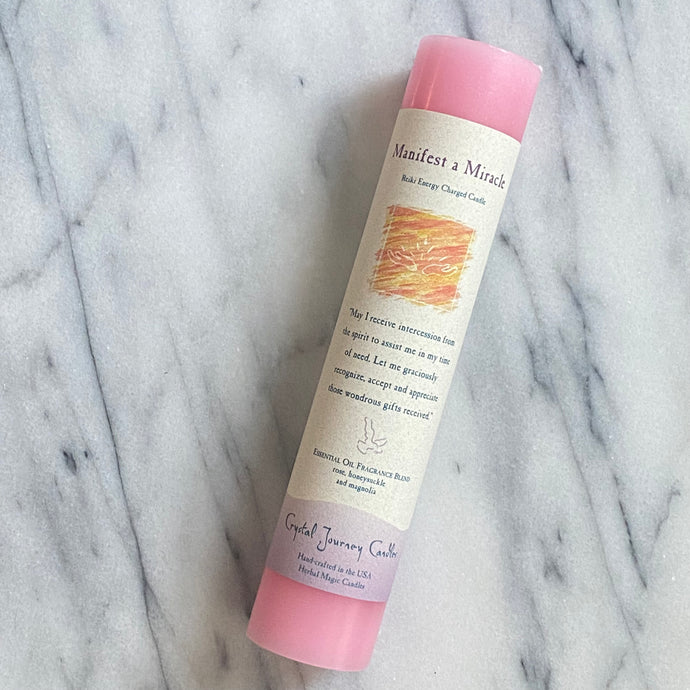 Manifest a Miracle
Reiki Energy Charged Candle
"May I receive intercession from
the spirit to assist me in my time
of need. Let me graciously
recognize, accept and appreciate
those wondrous gifts received."
Essential Oil Fragrance Blend
rose, honeysuckle
and magnolia
Crystal Journey Candles
Hand-crafted in the USA
Herbal Magic Candles